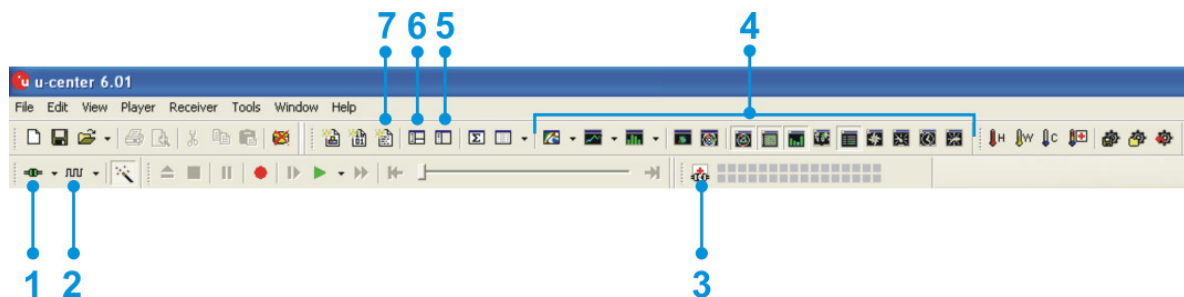 7 6 5 4
u u-center 6.01
File Edit View Player Receiver Tools Window Help
H W C
1 2 3